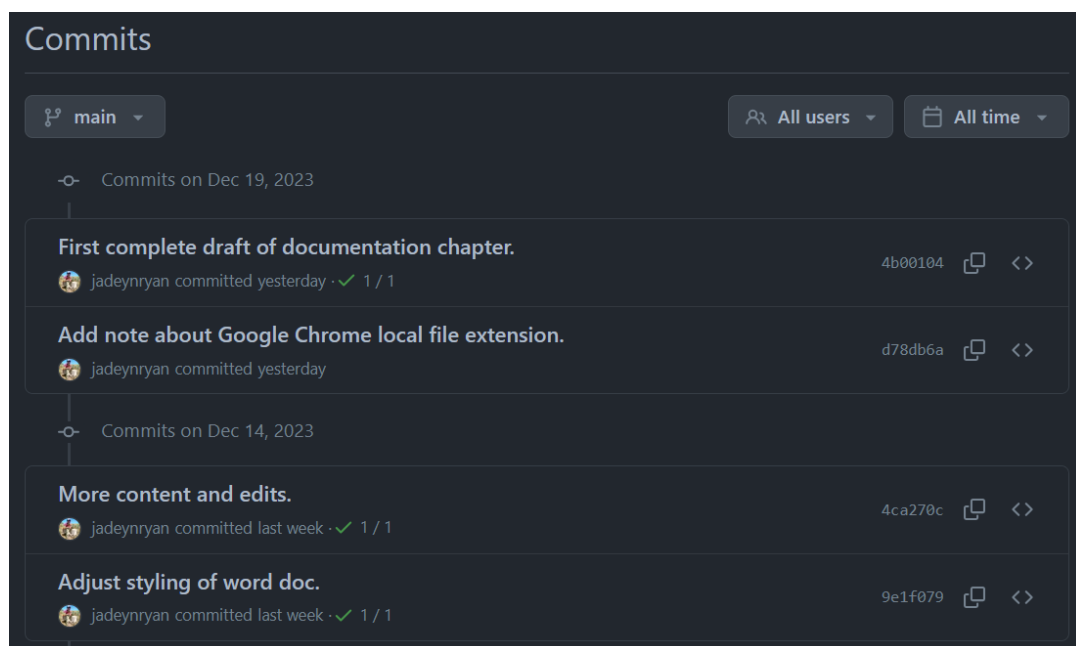 Commits
main
All users
All time
Commits on Dec 19, 2023
First complete draft of documentation chapter.
4b00104
jadeynryan committed yesterday · 1 / 1
Add note about Google Chrome local file extension.
d78db6a
jadeynryan committed yesterday
Commits on Dec 14, 2023
More content and edits.
4ca270c
jadeynryan committed last week · 1 / 1
Adjust styling of word doc.
9e1f079
jadeynryan committed last week · 1 / 1